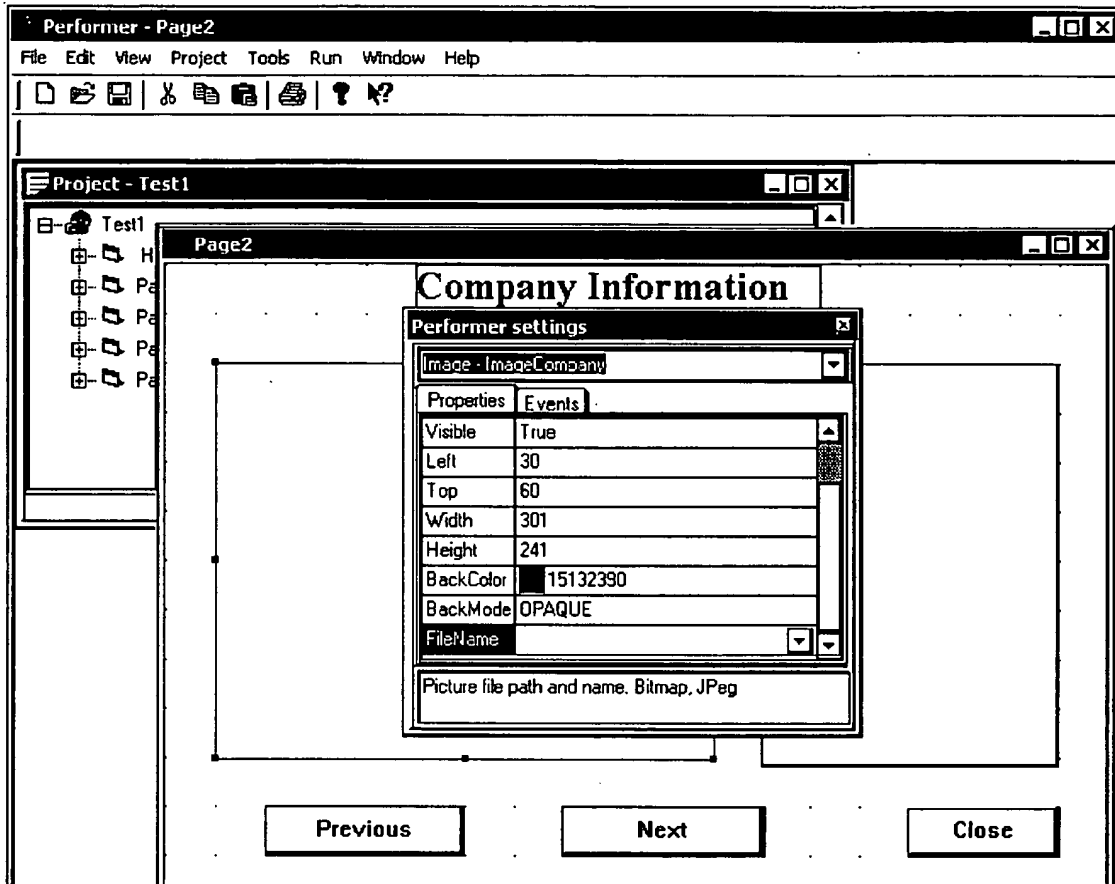 Performer - Page2
File Edit View Project Tools Run Window Help
Project - Test1
Test1
H
Pa
Pa
Pa
Pa
Page2
Company Information
Performer settings
Image - ImageCompany
Properties Events
Visible True
Left 30
Top 60
Width 301
Height 241
BackColor 15132390
BackMode OPAQUE
FileName
Picture file path and name. Bitmap, JPeg
Previous Next Close